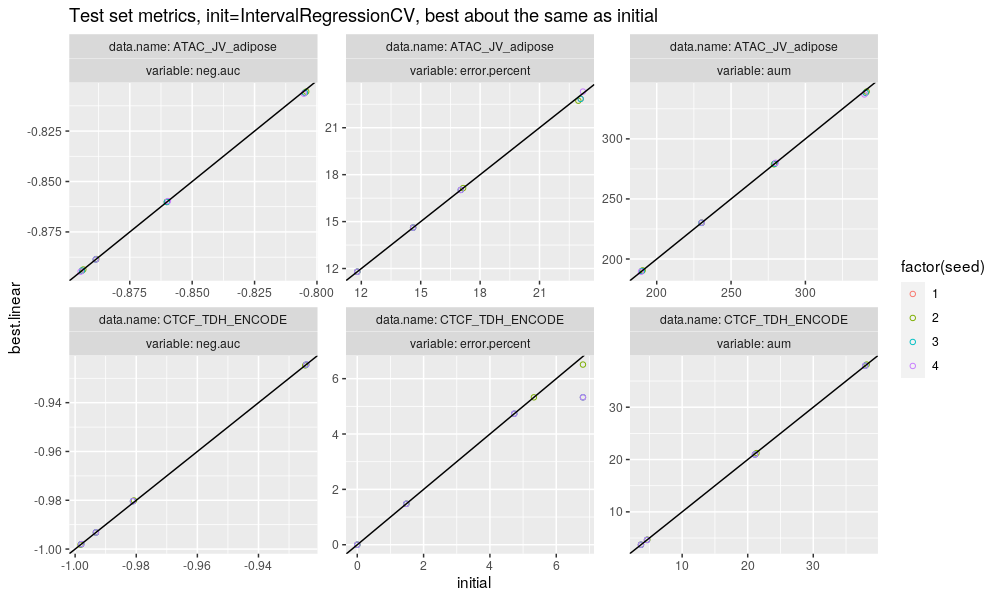 Test set metrics, init=IntervalRegressionCV, best about the same as initial
data.name: ATAC_JV_adipose
data.name: ATAC_JV_adipose
data.name: ATAC_JV_adipose
variable: neg.auc
variable: error.percent
variable: aum
-0.825
-0.850
-0.875
21
18
15
12
300
250
200
-0.875
-0.850
-0.825
-0.800
12
15
18
21
200
250
300
data.name: CTCF_TDH_ENCODE
data.name: CTCF_TDH_ENCODE
data.name: CTCF_TDH_ENCODE
variable: neg.auc
variable: error.percent
variable: aum
-0.94
-0.96
-0.98
-1.00
6
4
2
0
30
20
10
-1.00
-0.98
-0.96
-0.94
0
2
4
6
10
20
30
initial
best.linear
factor(seed)
1
2
3
4